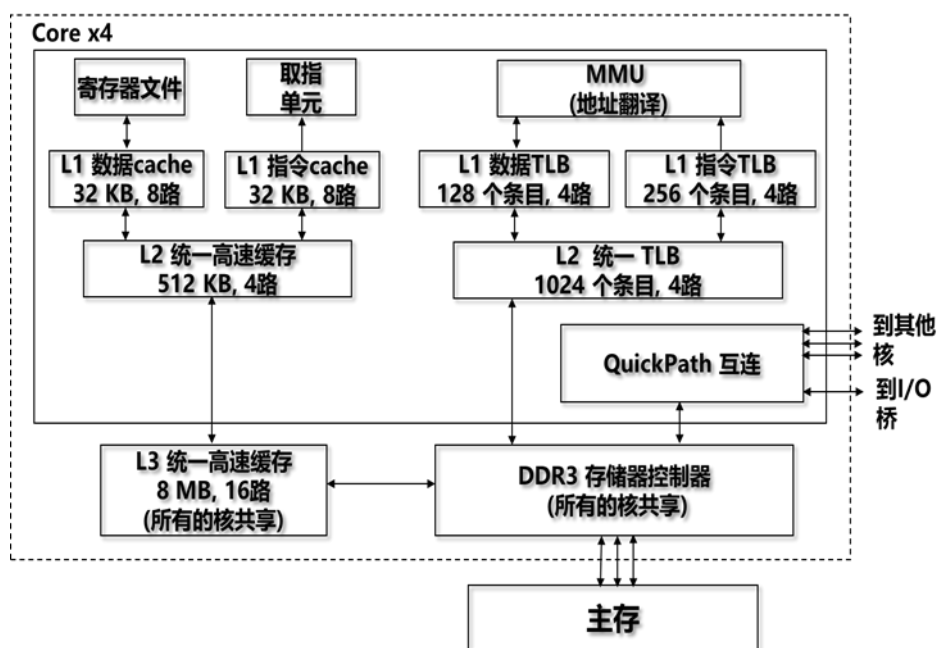 Core x4
寄存器文件
取指
单元
MMU
(地址翻译)
L1 数据cache
32 KB, 8路
L1 指令cache
32 KB, 8路
L1 数据TLB
128 个条目, 4路
L1 指令TLB
256 个条目, 4路
L2 统一高速缓存
512 KB, 4路
L2 统一 TLB
1024 个条目, 4路
QuickPath 互连
到其他
核
到I/O
桥
L3 统一高速缓存
8 MB, 16路
(所有的核共享)
DDR3 存储器控制器
(所有的核共享)
主存